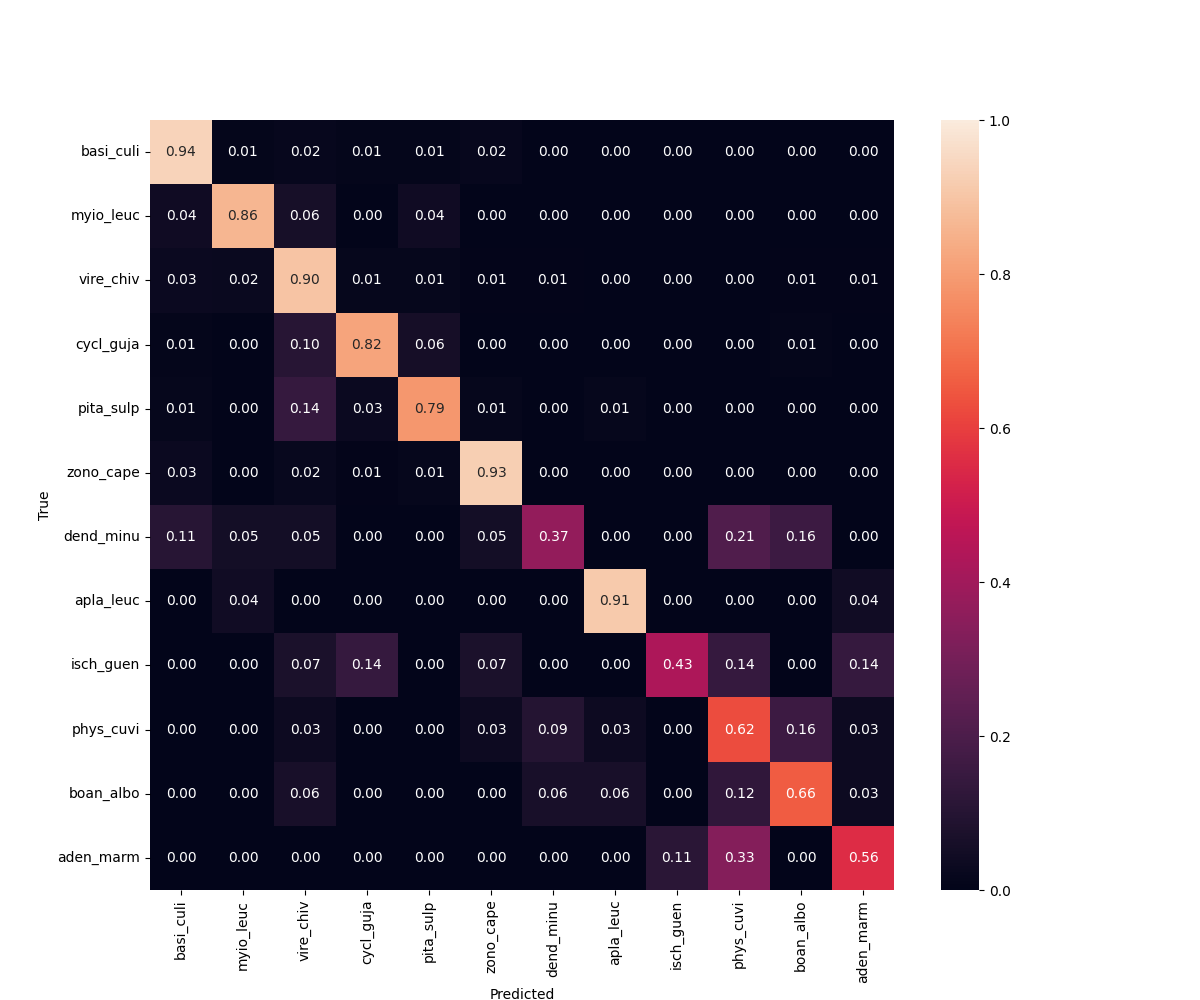 1.0
basi_culi 0.94 0.01 0.02 0.01 0.01 0.02 0.00 0.00 0.00 0.00 0.00 0.00
myio_leuc 0.04 0.86 0.06 0.00 0.04 0.00 0.00 0.00 0.00 0.00 0.00 0.00
0.8
vire_chiv 0.03 0.02 0.90 0.01 0.01 0.01 0.01 0.00 0.00 0.00 0.01 0.01
cycl_guja 0.01 0.00 0.10 0.82 0.06 0.00 0.00 0.00 0.00 0.00 0.01 0.00
pita_sulp 0.01 0.00 0.14 0.03 0.79 0.01 0.00 0.01 0.00 0.00 0.00 0.00
0.6
zono_cape 0.03 0.00 0.02 0.01 0.01 0.93 0.00 0.00 0.00 0.00 0.00 0.00
True
dend_minu 0.11 0.05 0.05 0.00 0.00 0.05 0.37 0.00 0.00 0.21 0.16 0.00
0.4
apla_leuc 0.00 0.04 0.00 0.00 0.00 0.00 0.00 0.91 0.00 0.00 0.00 0.04
isch_guen 0.00 0.00 0.07 0.14 0.00 0.07 0.00 0.00 0.43 0.14 0.00 0.14
phys_cuvi 0.00 0.00 0.03 0.00 0.00 0.03 0.09 0.03 0.00 0.62 0.16 0.03
0.2
boan_albo 0.00 0.00 0.06 0.00 0.00 0.00 0.06 0.06 0.00 0.12 0.66 0.03
aden_marm 0.00 0.00 0.00 0.00 0.00 0.00 0.00 0.00 0.11 0.33 0.00 0.56
0.0
basi_culi myio_leuc vire_chiv cycl_guja pita_sulp zono_cape dend_minu apla_leuc isch_guen phys_cuvi boan_albo aden_marm
Predicted